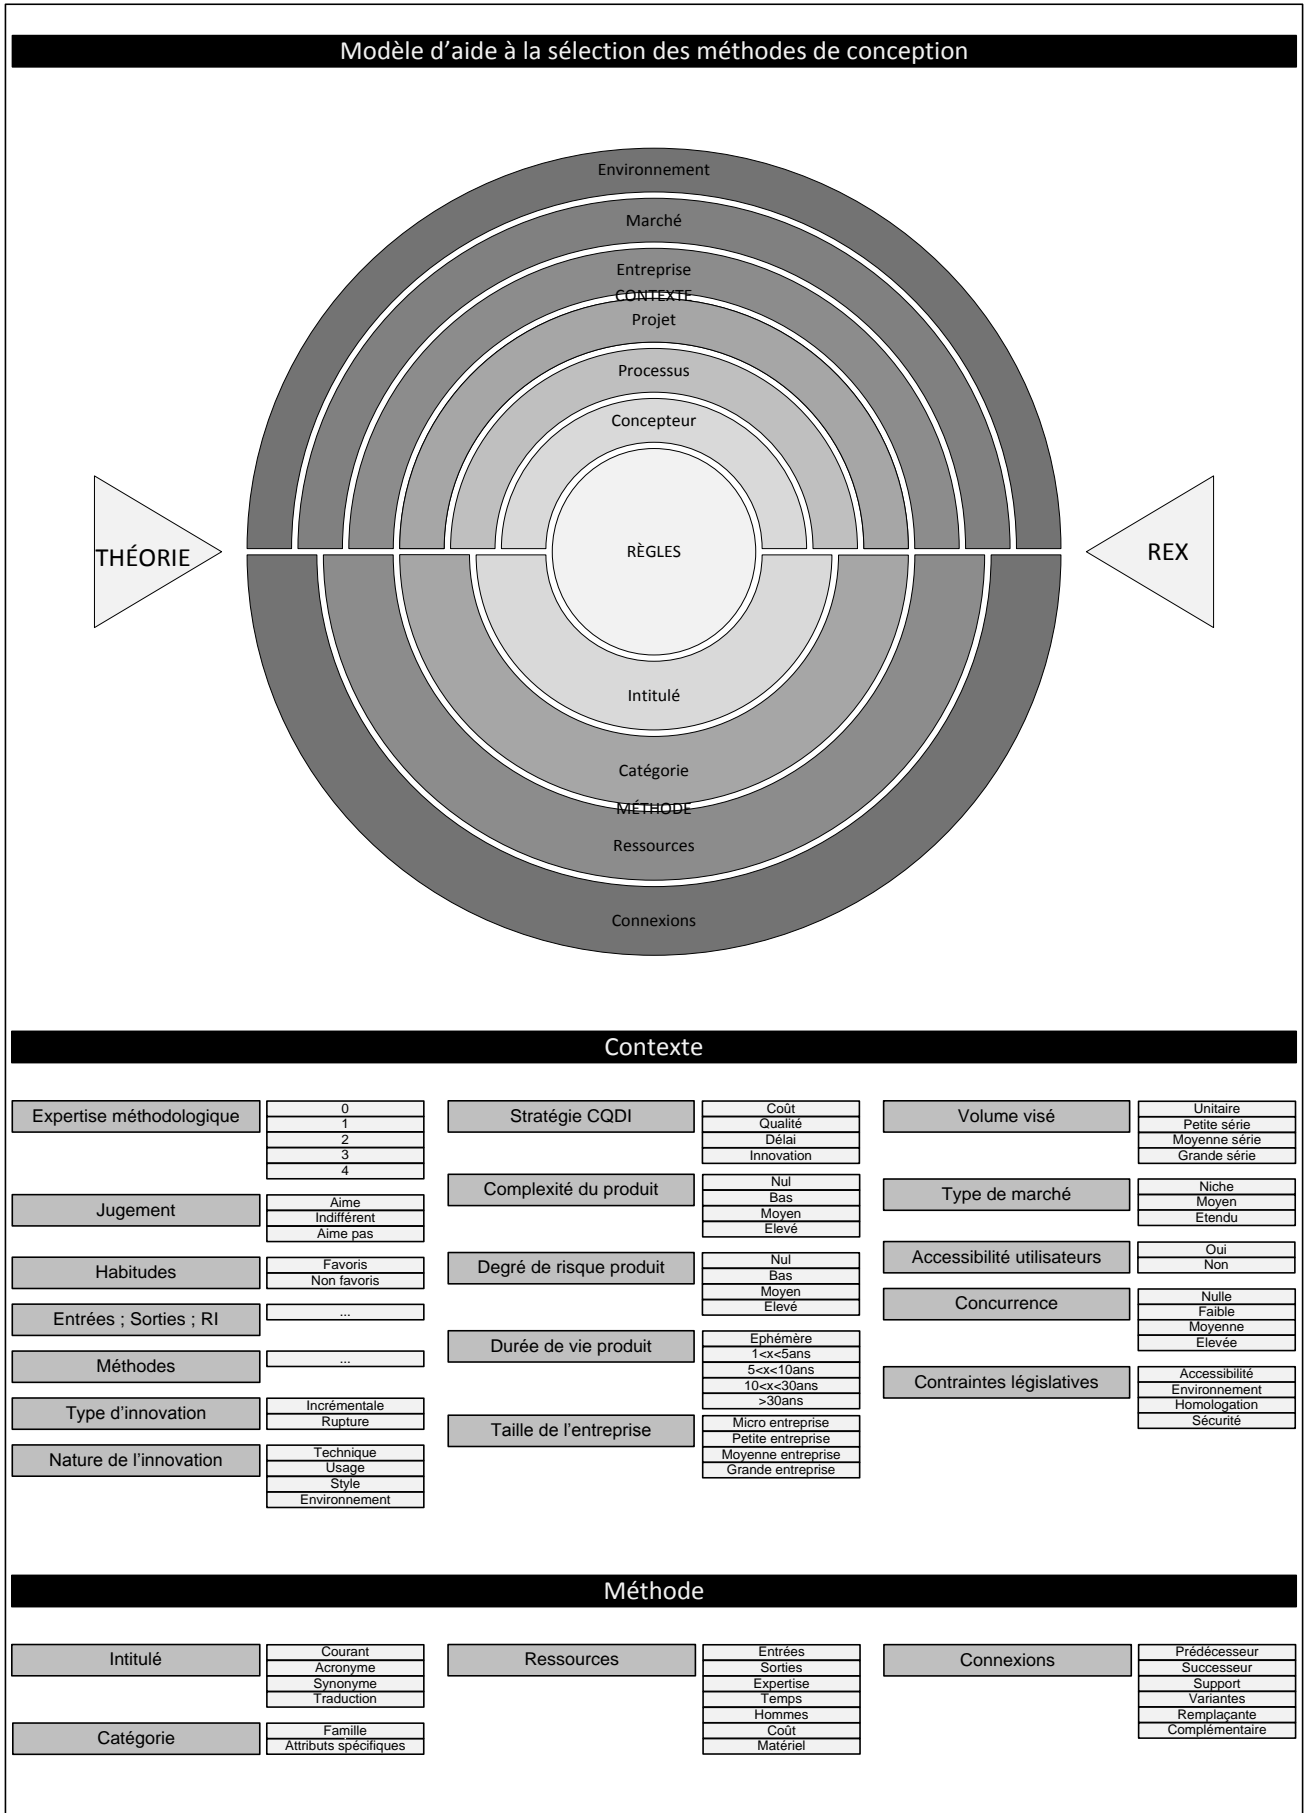 Modèle d'aide à la sélection des méthodes de conception
Environnement
Marché
Entreprise
CONTEXTE
Projet
Processus
Concepteur
THÉORIE
RÈGLES
REX
Intitulé
Catégorie
MÉTHODE
Ressources
Connexions
Contexte
Expertise méthodologique
0
1
2
3
4
Jugement
Aime
Indifférent
Aime pas
Habitudes
Favoris
Non favoris
Entrées ; Sorties ; RI
...
Méthodes
...
Type d'innovation
Incrémentale
Rupture
Nature de l'innovation
Technique
Usage
Style
Environnement
Stratégie CQDI
Coût
Qualité
Délai
Innovation
Complexité du produit
Nul
Bas
Moyen
Elevé
Degré de risque produit
Nul
Bas
Moyen
Elevé
Durée de vie produit
Ephémère
1<x<5ans
5<x<10ans
10<x<30ans
>30ans
Taille de l'entreprise
Micro entreprise
Petite entreprise
Moyenne entreprise
Grande entreprise
Volume visé
Unitaire
Petite série
Moyenne série
Grande série
Type de marché
Niche
Moyen
Etendu
Accessibilité utilisateurs
Oui
Non
Concurrence
Nulle
Faible
Moyenne
Elevée
Contraintes législatives
Accessibilité
Environnement
Homologation
Sécurité
Méthode
Intitulé
Courant
Acronyme
Synonyme
Traduction
Catégorie
Famille
Attributs spécifiques
Ressources
Entrées
Sorties
Expertise
Temps
Hommes
Coût
Matériel
Connexions
Prédécesseur
Successeur
Support
Variantes
Remplaçante
Complémentaire